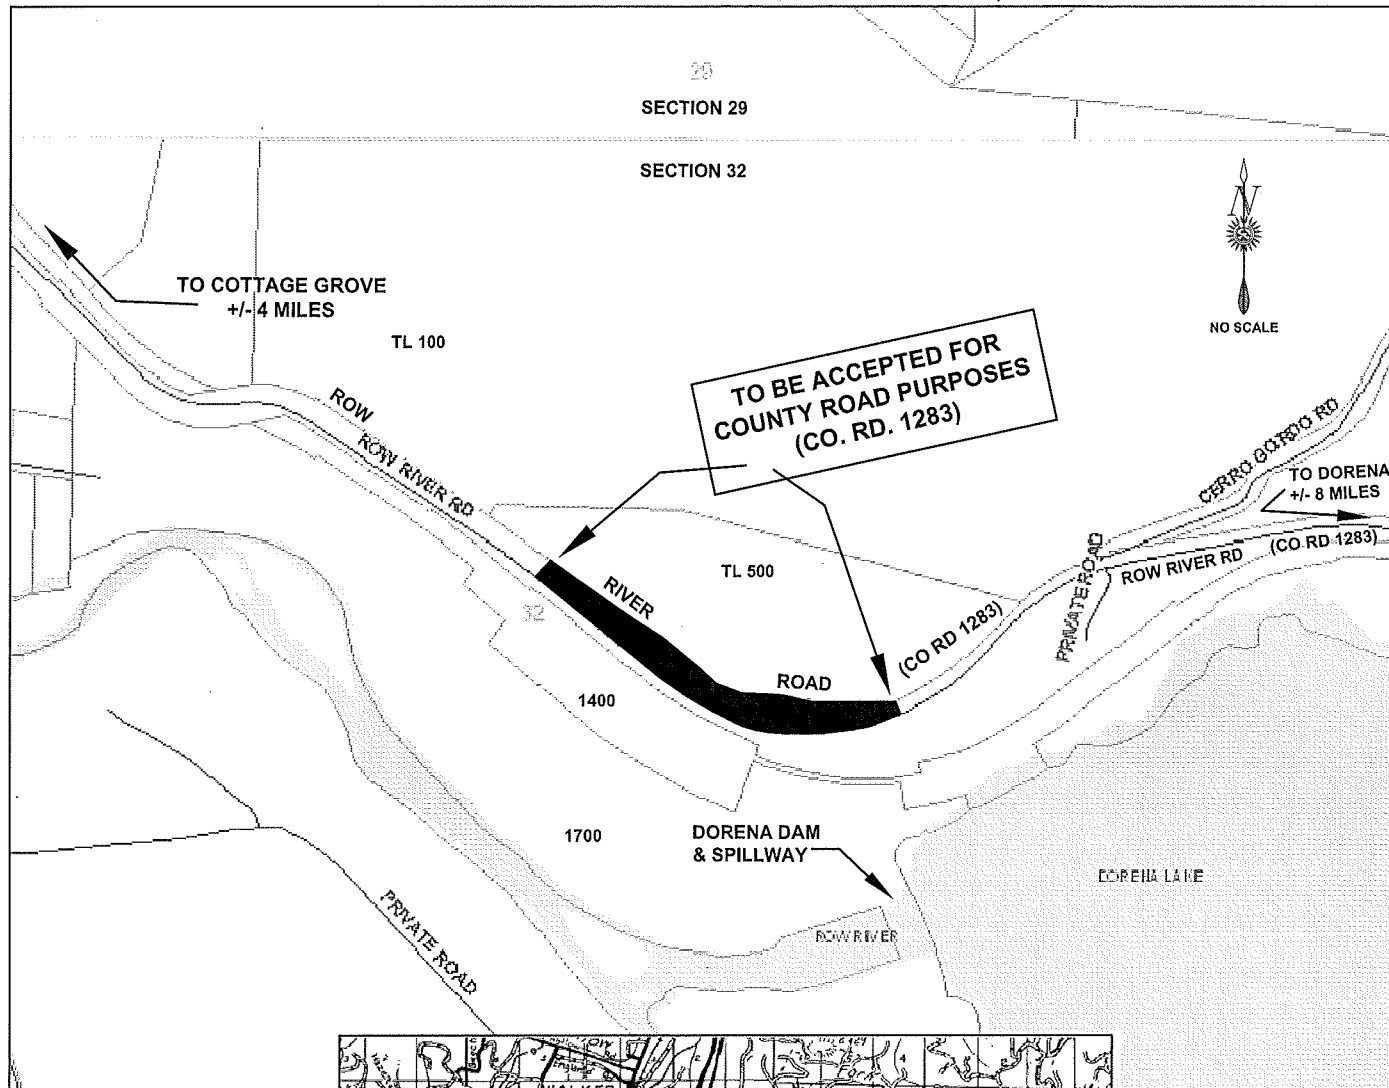 29
SECTION 29
SECTION 32
N
NO SCALE
TO COTTAGE GROVE
+/- 4 MILES
TL 100
TO BE ACCEPTED FOR
COUNTY ROAD PURPOSES
(CO. RD. 1283)
ROW
ROW RIVER RD
CERRO GORDO RD
TO DORENA
+/- 8 MILES
PRIVATE ROAD
ROW RIVER RD
(CO RD 1283)
TL 500
RIVER
32
(CO RD 1283)
ROAD
1400
1700
DORENA DAM
& SPILLWAY
DORENA LAKE
PRIVATE ROAD
ROW RIVER